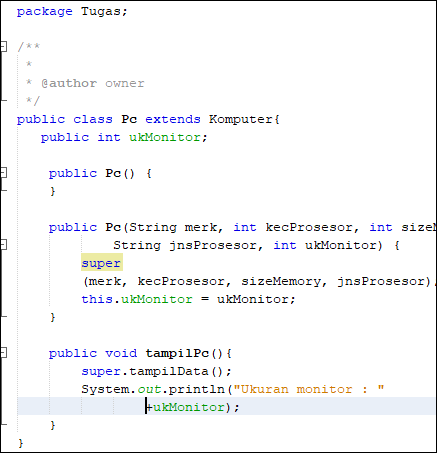 package Tugas;
/**
 *
 * @author owner
 */
public class Pc extends Komputer{
   public int ukMonitor;
    public Pc() {
    }
    public Pc(String merk, int kecProsesor, int
            String jnsProsesor, int ukMonitor) {
        super
        (merk, kecProsesor, sizeMemory, jnsProsesor)
        this.ukMonitor = ukMonitor;
    }
    public void tampilPc(){
        super.tampilData();
        System.out.println("Ukuran monitor : "
                +ukMonitor);
    }
}